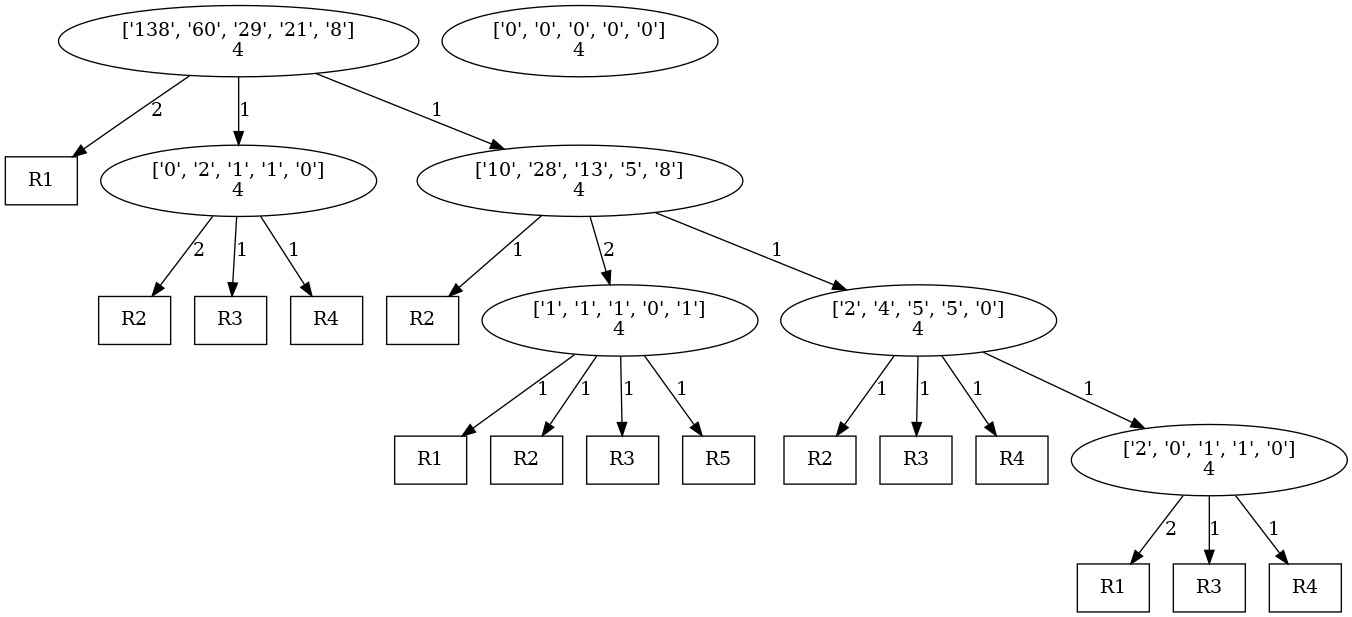 ['138', '60', '29', '21', '8']
4
['0', '0', '0', '0', '0']
4
2
1
1
R1
['0', '2', '1', '1', '0']
4
['10', '28', '13', '5', '8']
4
2
1
1
1
2
1
R2
R3
R4
R2
['1', '1', '1', '0', '1']
4
['2', '4', '5', '5', '0']
4
1
1
1
1
1
1
1
1
R1
R2
R3
R5
R2
R3
R4
['2', '0', '1', '1', '0']
4
2
1
1
R1
R3
R4